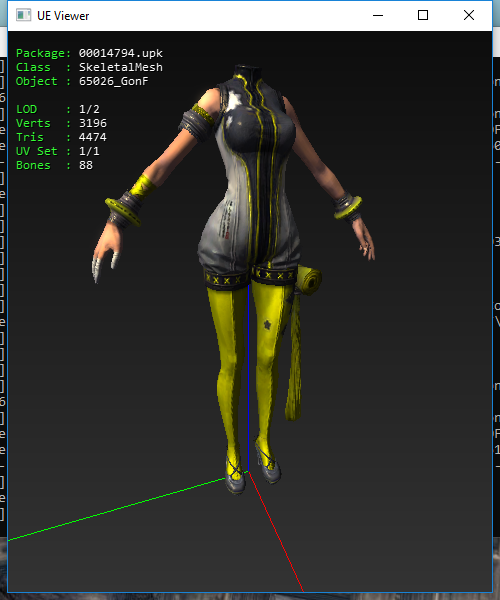 UE Viewer
Package: 00014794.upk
Class : SkeletalMesh
Object : 65026_GonF
LOD : 1/2
Verts : 3196
Tris : 4474
UV Set : 1/1
Bones : 88